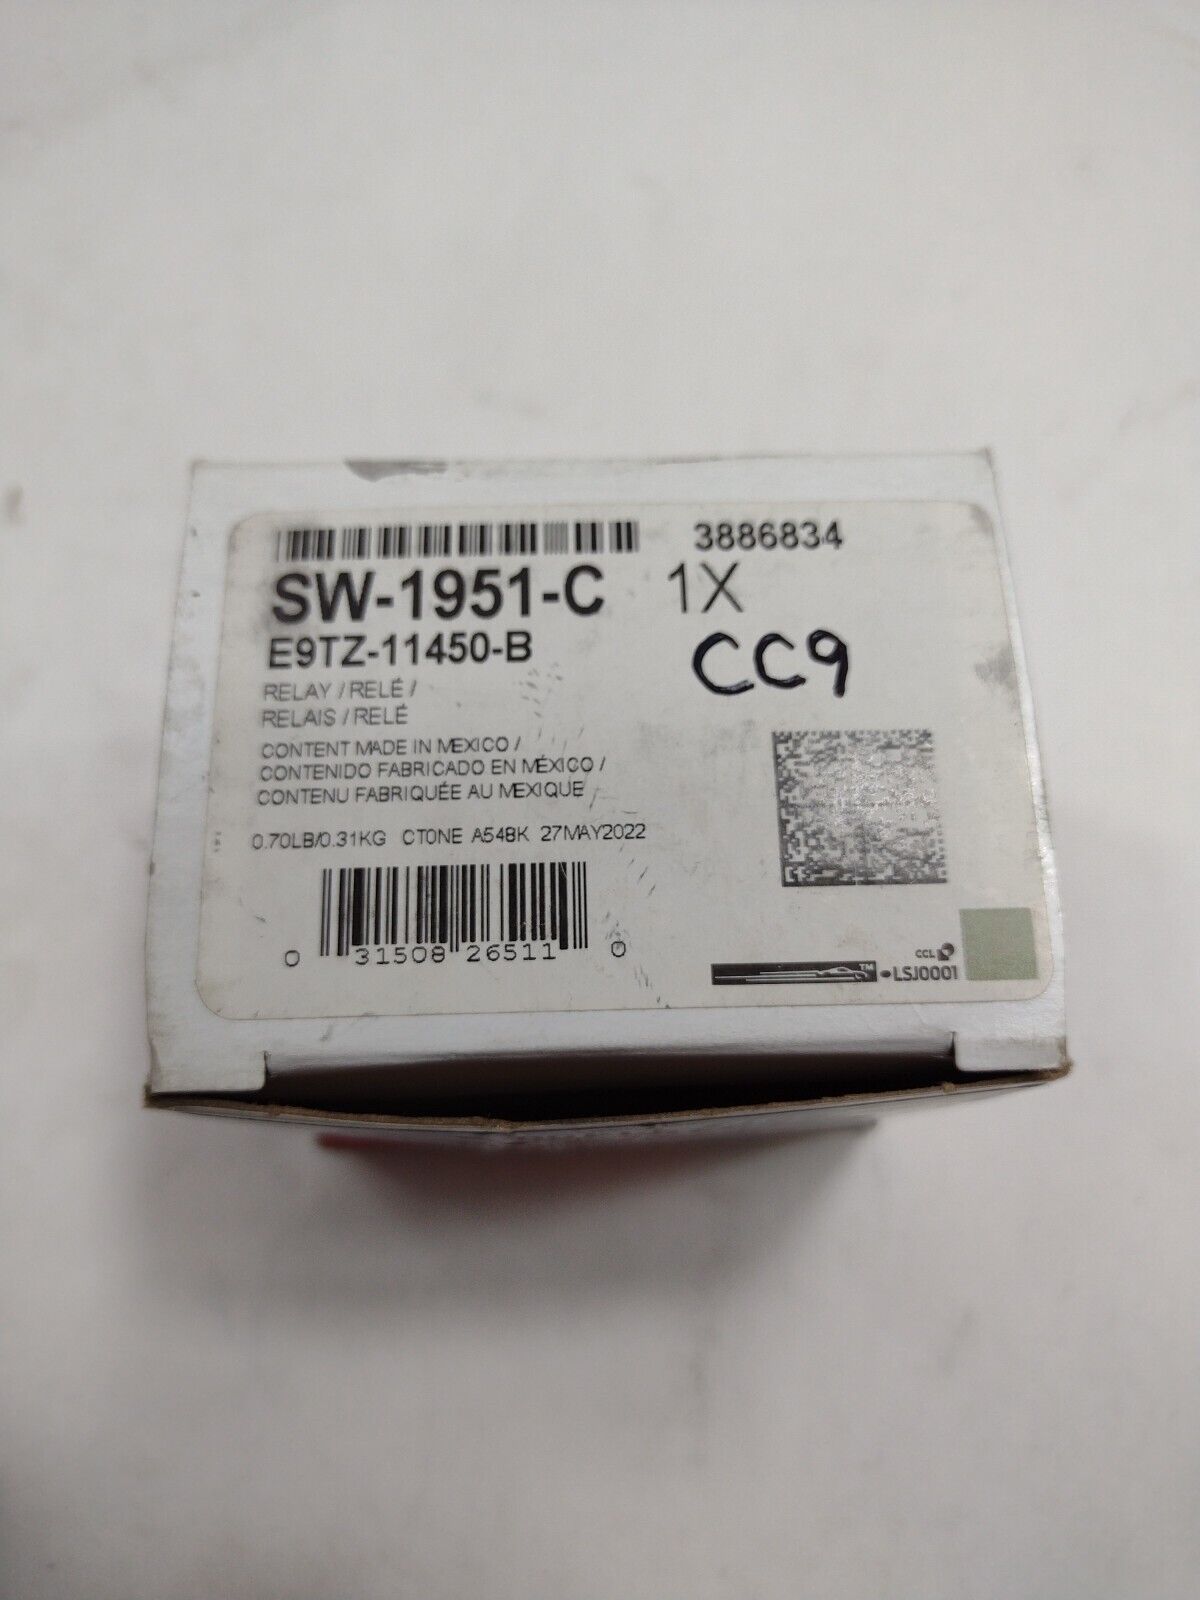 3886834
SW-1951-C 1X
E9TZ-11450-B
CC9
RELAY / RELÉ /
RELAIS / RELÉ
CONTENT MADE IN MEXICO /
CONTENIDO FABRICADO EN MÉXICO /
CONTENU FABRIQUÉE AU MEXIQUE
0.70LB/0.31KG CT0NE A548K 27MAY2022
0 31508 26511 0
CCL
TM
•LSJ0001